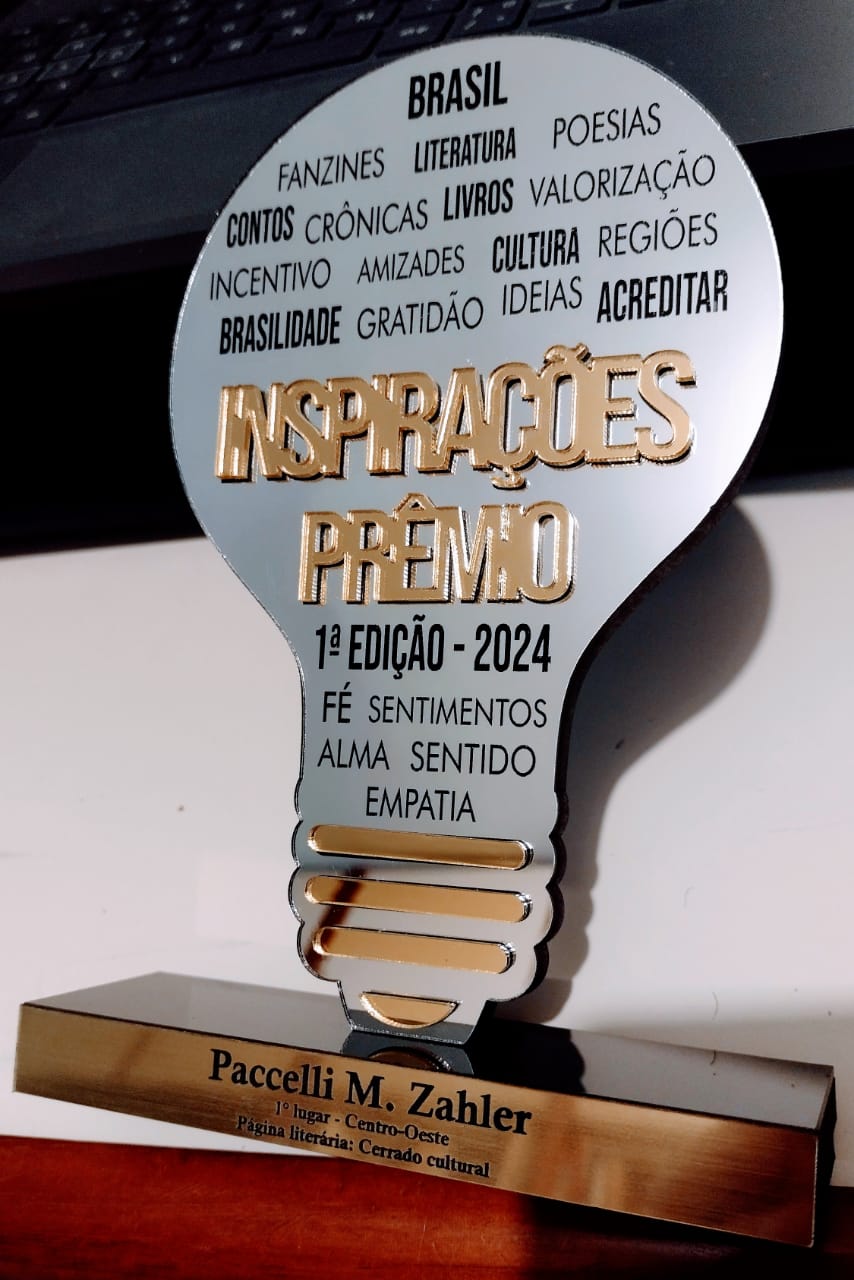 BRASIL
FANZINES LITERATURA POESIAS
CONTOS CRÔNICAS LIVROS VALORIZAÇÃO
INCENTIVO AMIZADES CULTURA REGIÕES
BRASILIDADE GRATIDÃO IDEIAS ACREDITAR
INSPIRAÇÕES
PRÊMIO
1ª EDIÇÃO - 2024
FÉ SENTIMENTOS
ALMA SENTIDO
EMPATIA
Paccelli M. Zahler
1° lugar - Centro-Oeste
Página literária: Cerrado cultural